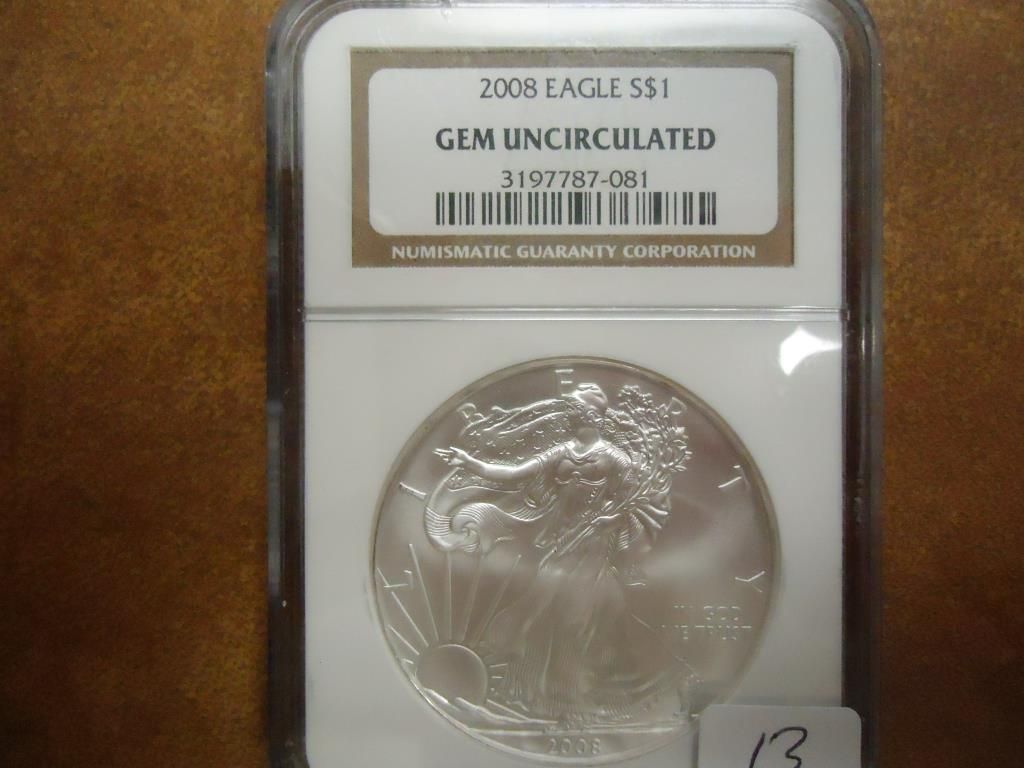 2008 EAGLE S$1
GEM UNCIRCULATED
3197787-081
NUMISMATIC GUARANTY CORPORATION
LIBERTY
IN GOD
WE TRUST
2008
13